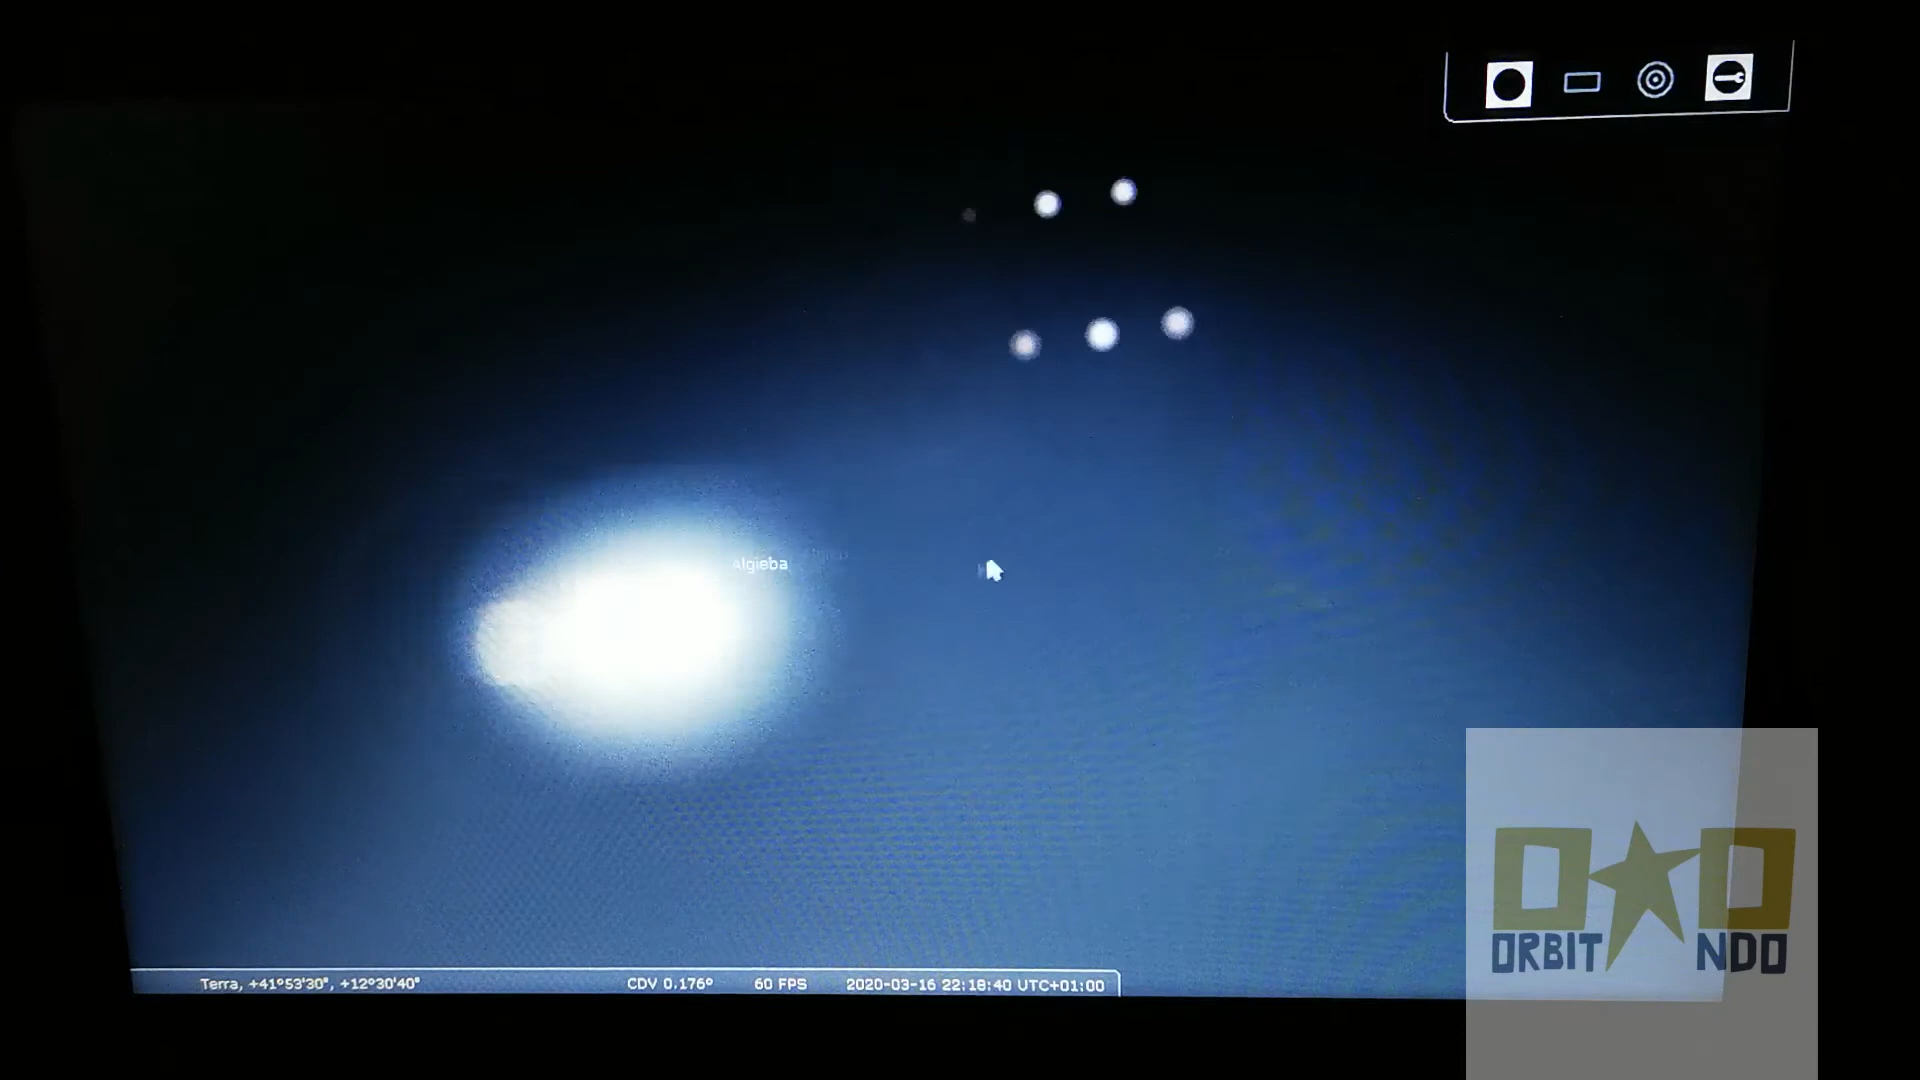 Algieba
Terra, +41°53'30", +12°30'40"
CDV 0.176°
60 FPS
2020-03-16 22:18:40 UTC+01:00
ORBIT NDO